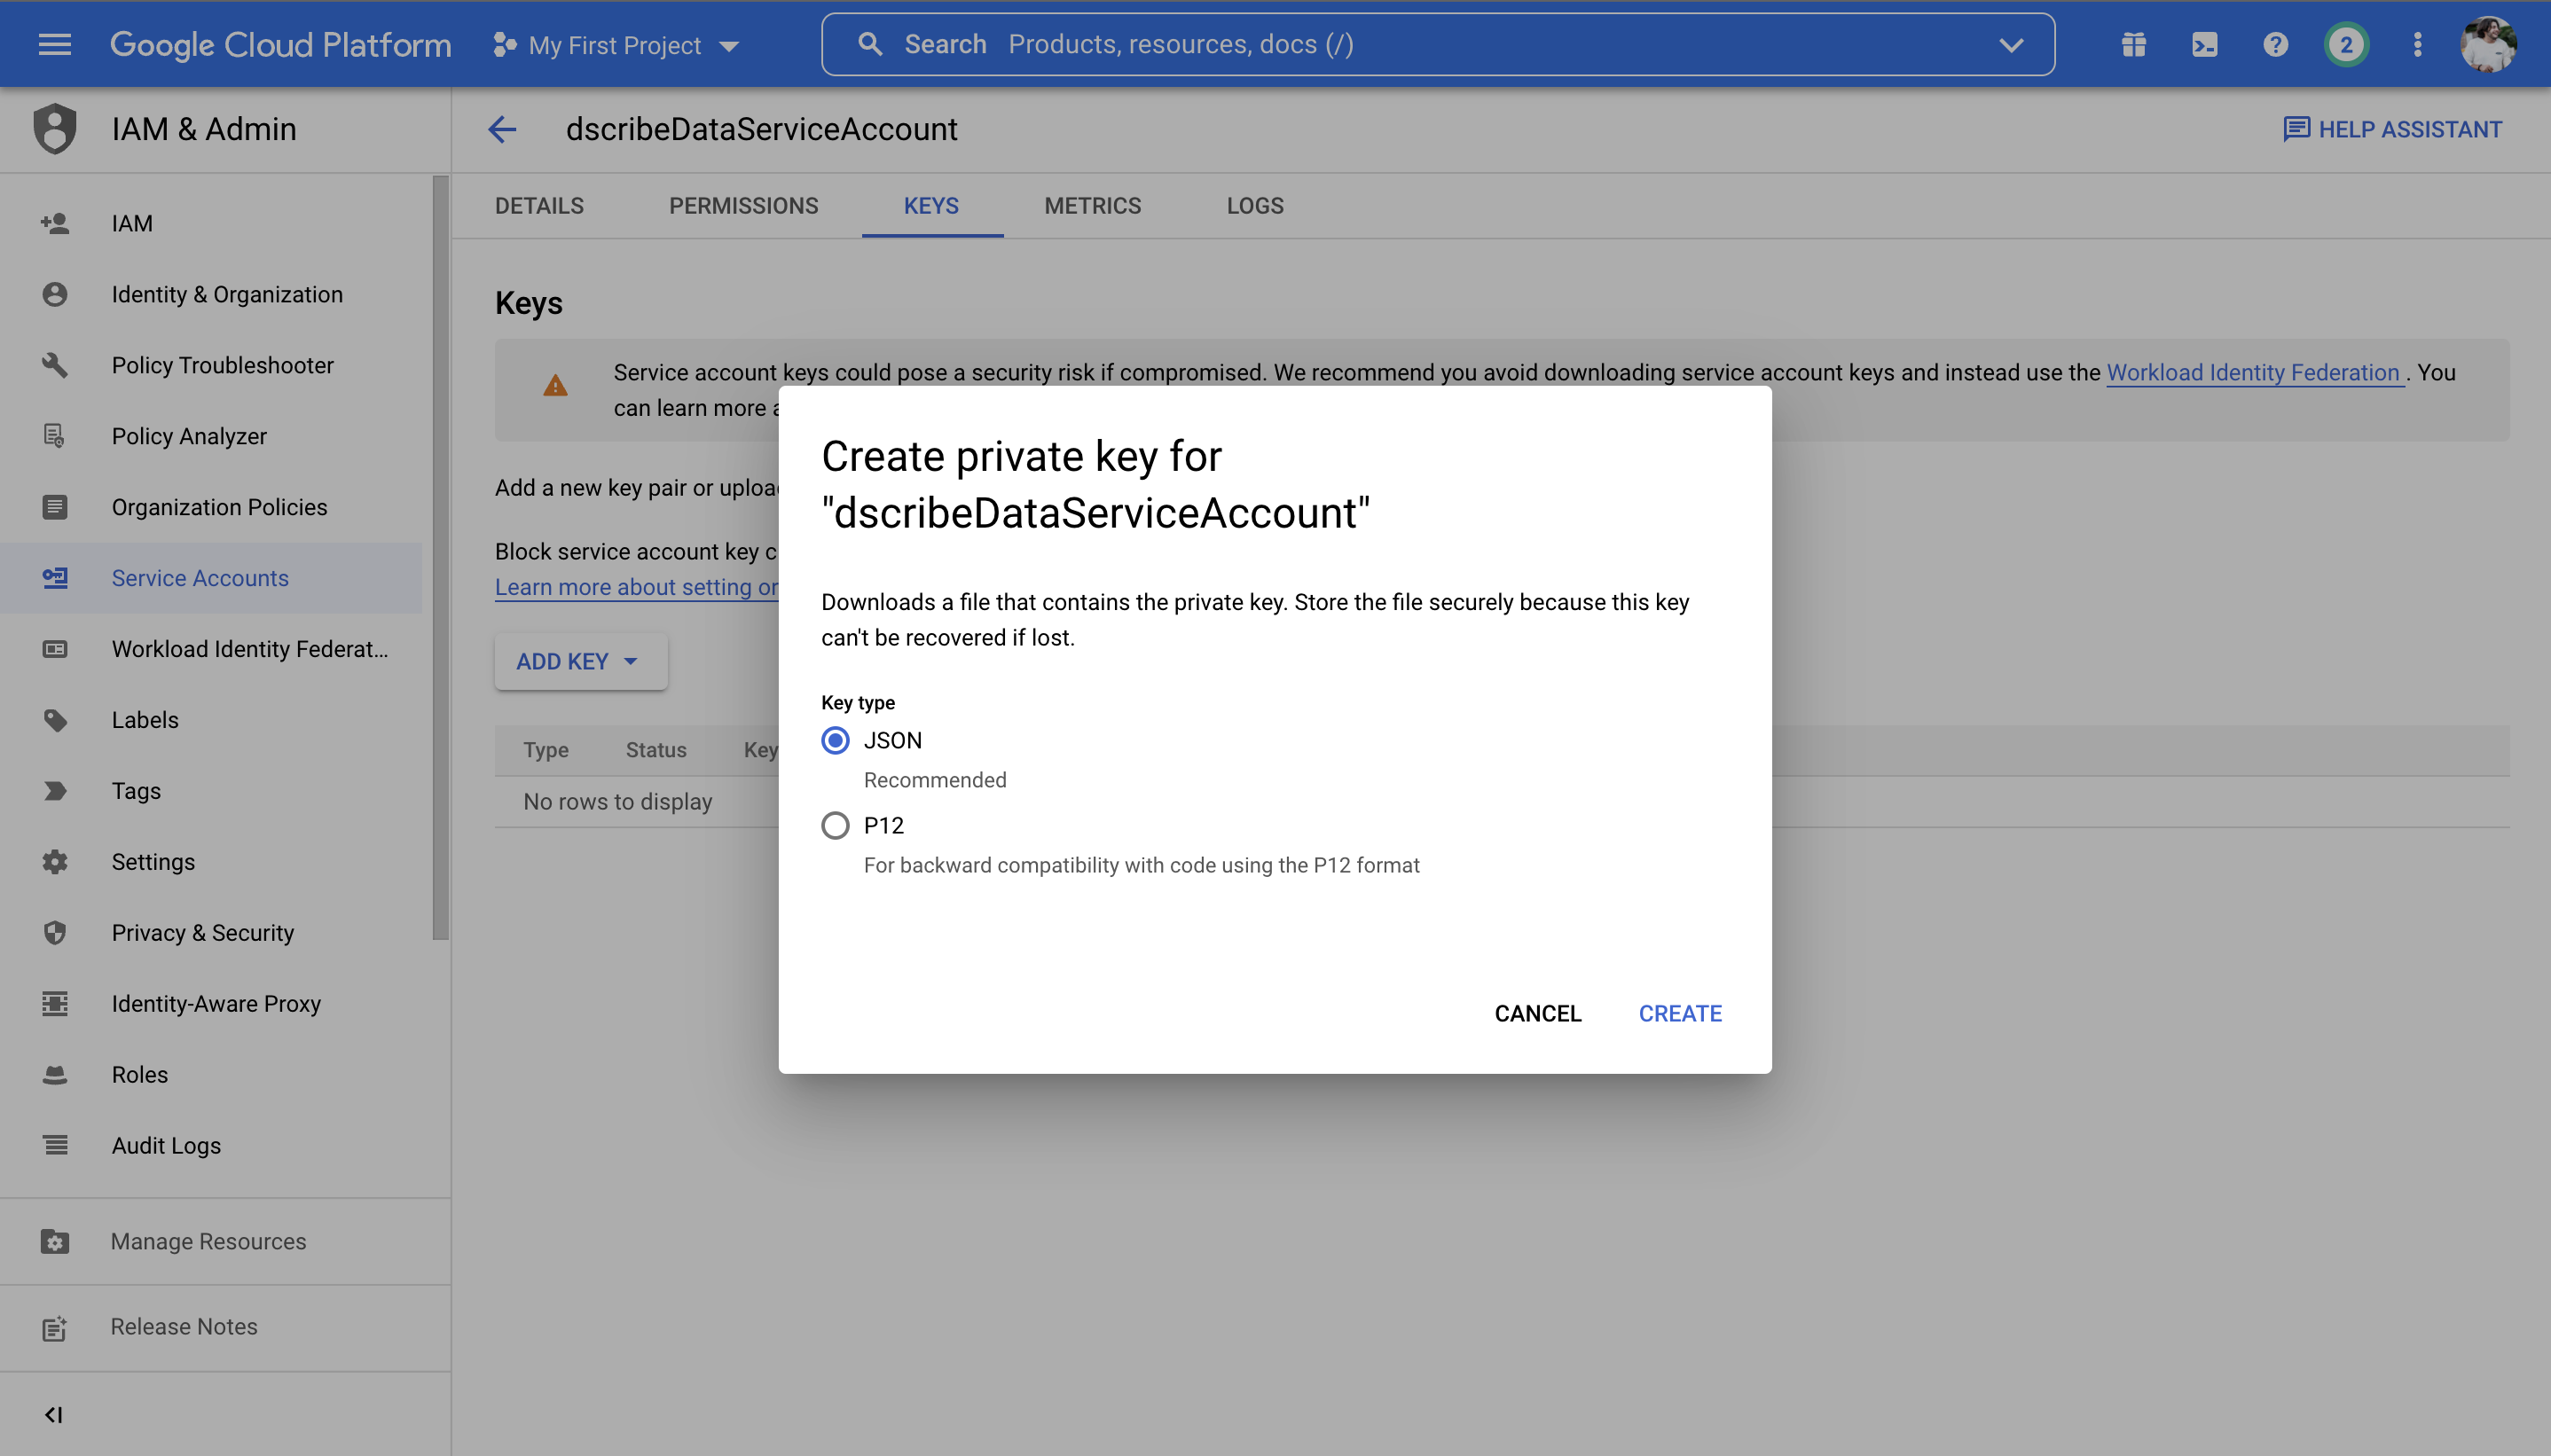 Google Cloud Platform
My First Project
Search Products, resources, docs (/)
2
IAM & Admin
dscribeDataServiceAccount
HELP ASSISTANT
DETAILS
PERMISSIONS
KEYS
METRICS
LOGS
IAM
Identity & Organization
Policy Troubleshooter
Policy Analyzer
Organization Policies
Service Accounts
Workload Identity Federat...
Labels
Tags
Settings
Privacy & Security
Identity-Aware Proxy
Roles
Audit Logs
Manage Resources
Release Notes
Keys
Service account keys could pose a security risk if compromised. We recommend you avoid downloading service account keys and instead use the Workload Identity Federation . You
can learn more
Add a new key pair or
Block service account key
Learn more about setting
ADD KEY
Type Status Key
No rows to display
Create private key for
"dscribeDataServiceAccount"
Downloads a file that contains the private key. Store the file securely because this key
can't be recovered if lost.
Key type
JSON
Recommended
P12
For backward compatibility with code using the P12 format
CANCEL
CREATE